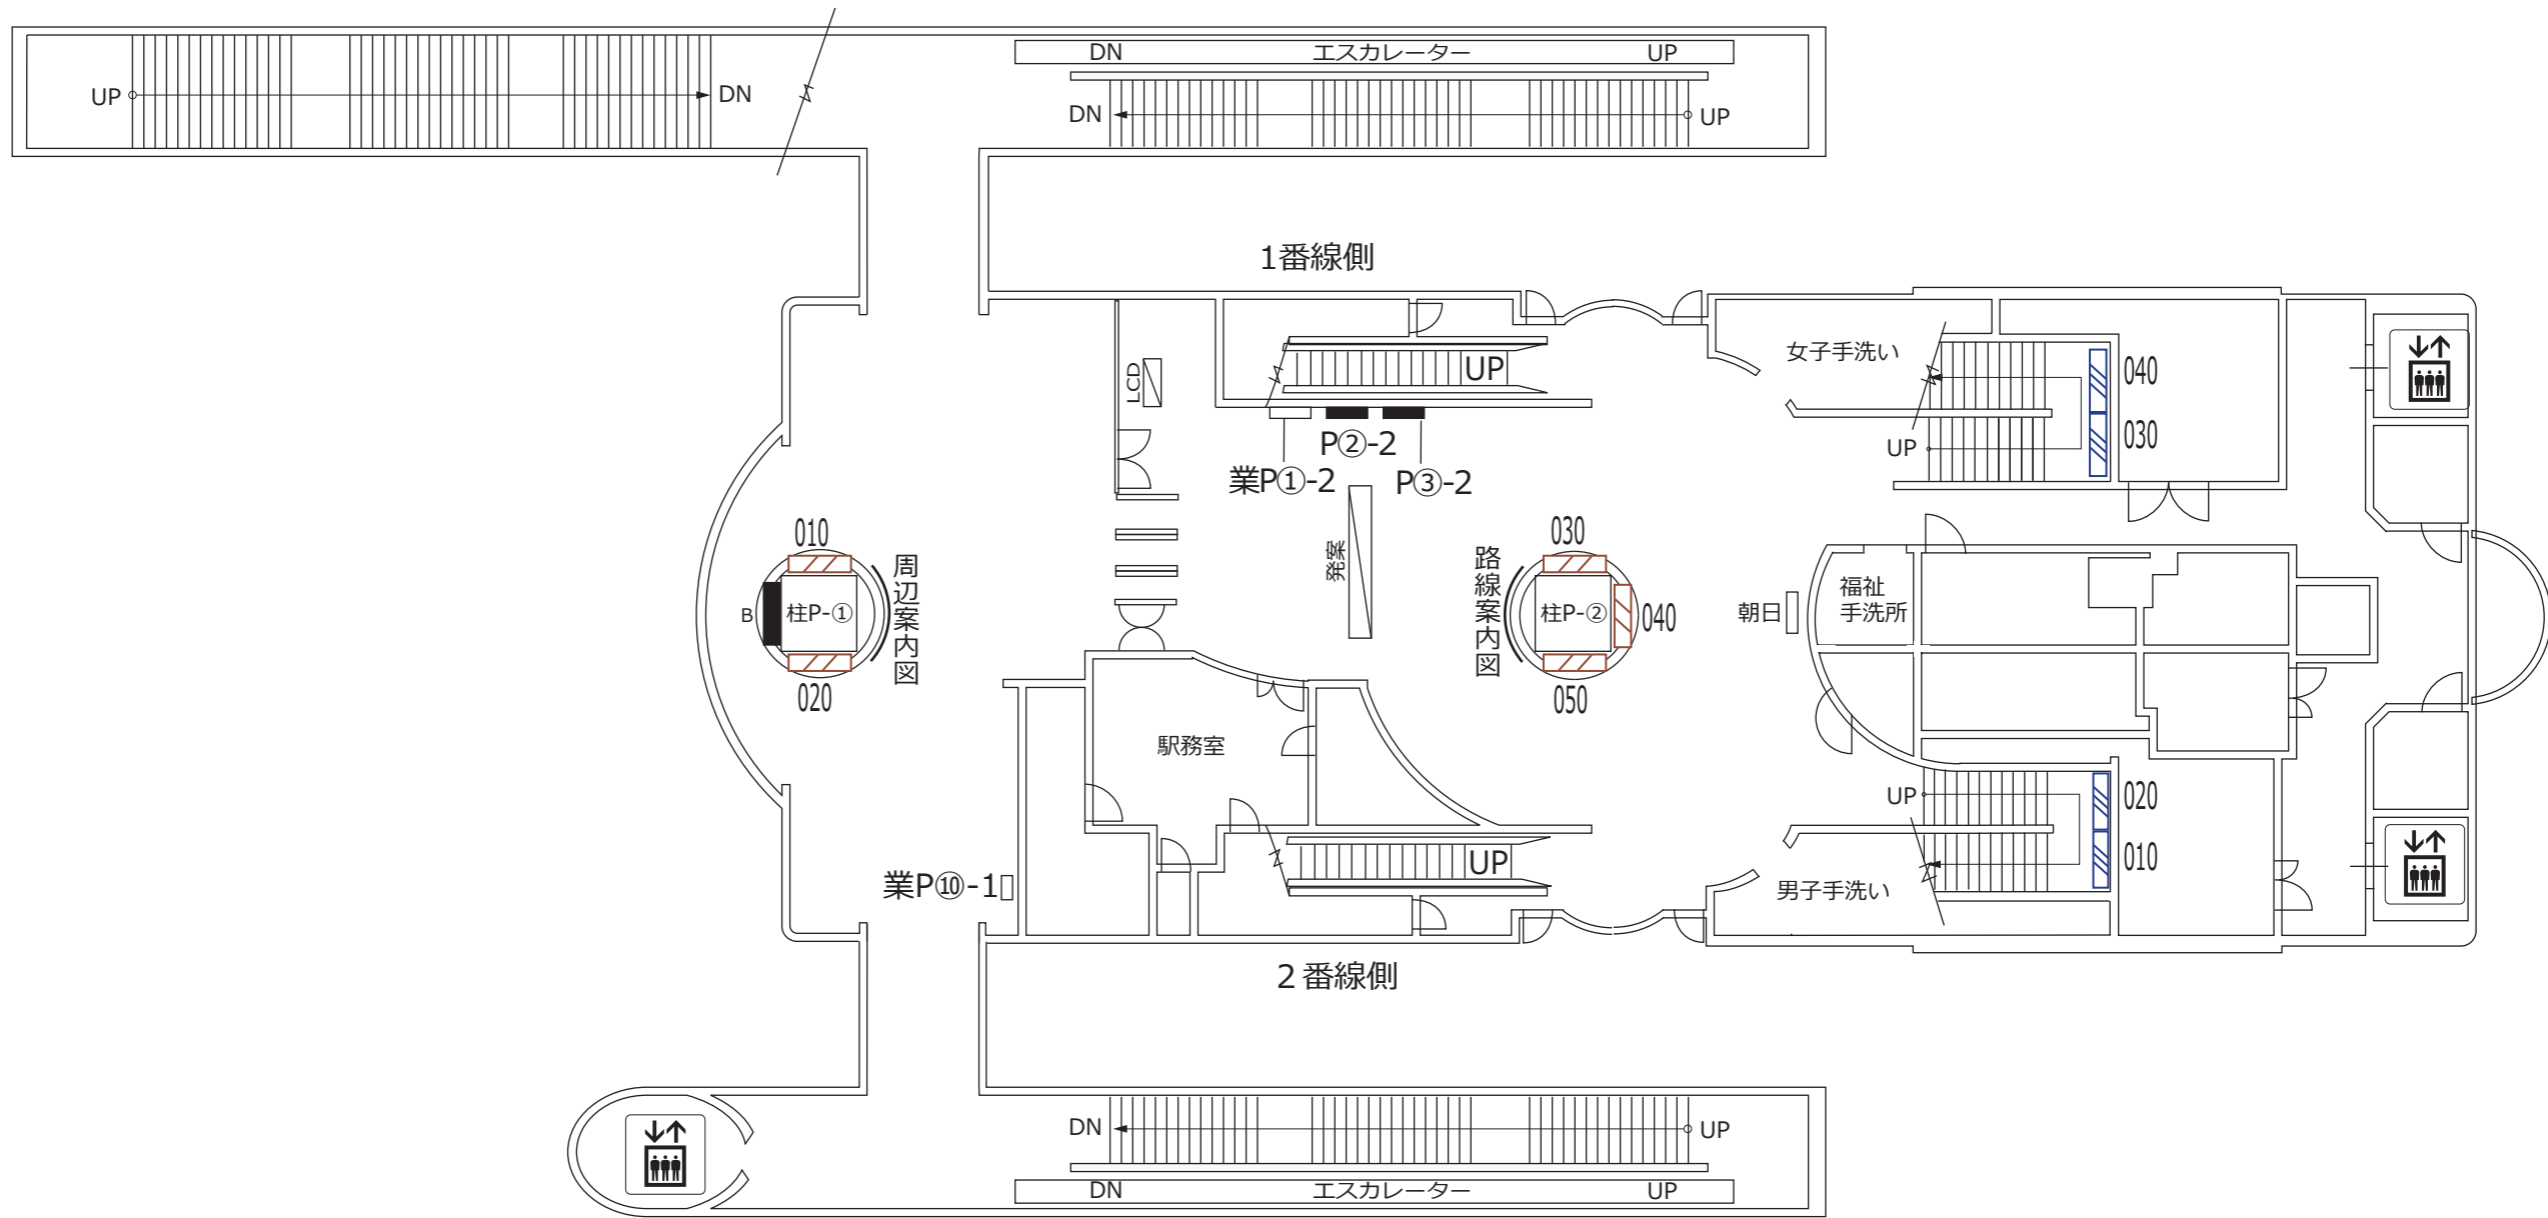 DN エスカレーター UP
UP DN
DN UP
1番線側
女子手洗い
040
LCD
UP
P②-2
030
UP
業P①-2 P③-2
010
030
周辺案内図
発案
路線案内図
福祉
手洗所
B 柱P-①
柱P-②
040
朝日
020
050
駅務室
UP 020
010
UP
業P⑩-1
男子手洗い
2番線側
DN UP
DN エスカレーター UP